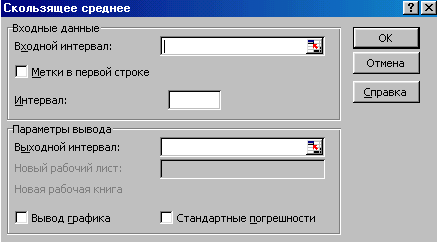 Скользящее среднее
Входные данные
Входной интервал:
Метки в первой строке
Интервал:
OK
Отмена
Справка
Параметры вывода
Выходной интервал:
Новый рабочий лист:
Новая рабочая книга
Вывод графика
Стандартные погрешности